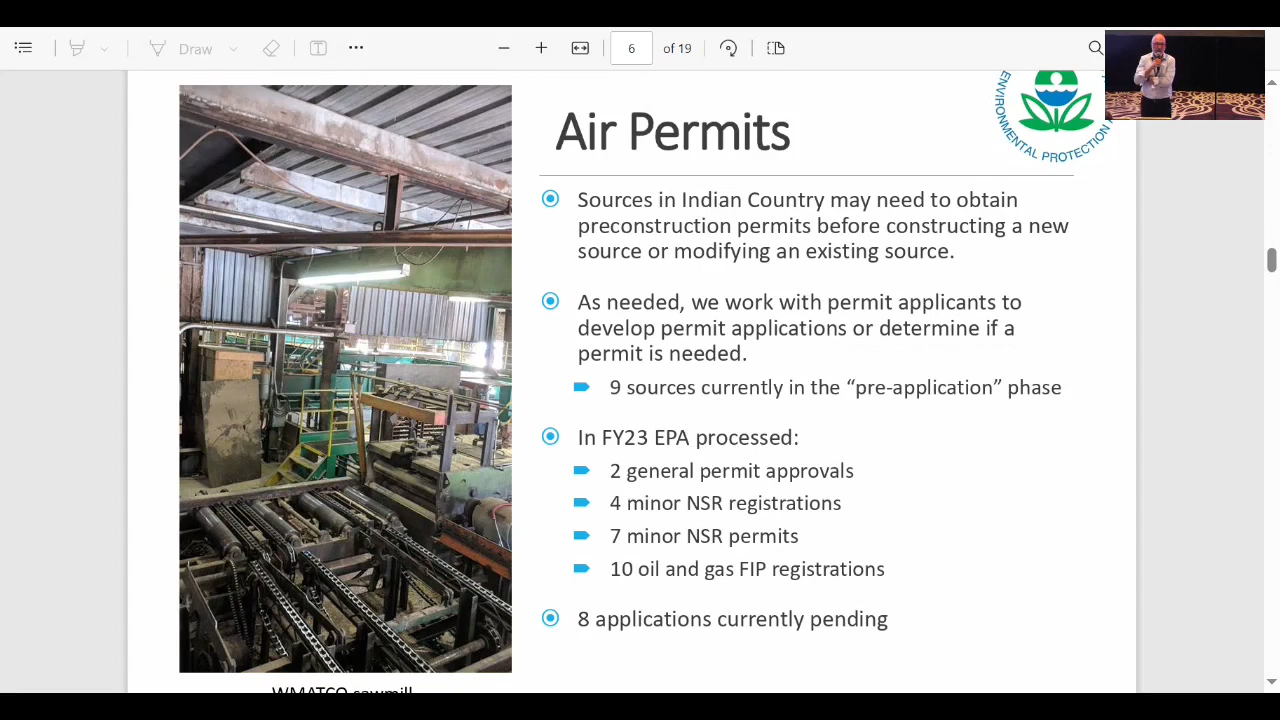 Draw
6 of 19
ENVIRONMENTAL PROTECTION
Air Permits
Sources in Indian Country may need to obtain
preconstruction permits before constructing a new
source or modifying an existing source.
As needed, we work with permit applicants to
develop permit applications or determine if a
permit is needed.
9 sources currently in the “pre-application” phase
In FY23 EPA processed:
2 general permit approvals
4 minor NSR registrations
7 minor NSR permits
10 oil and gas FIP registrations
8 applications currently pending
WMATCO sawmill